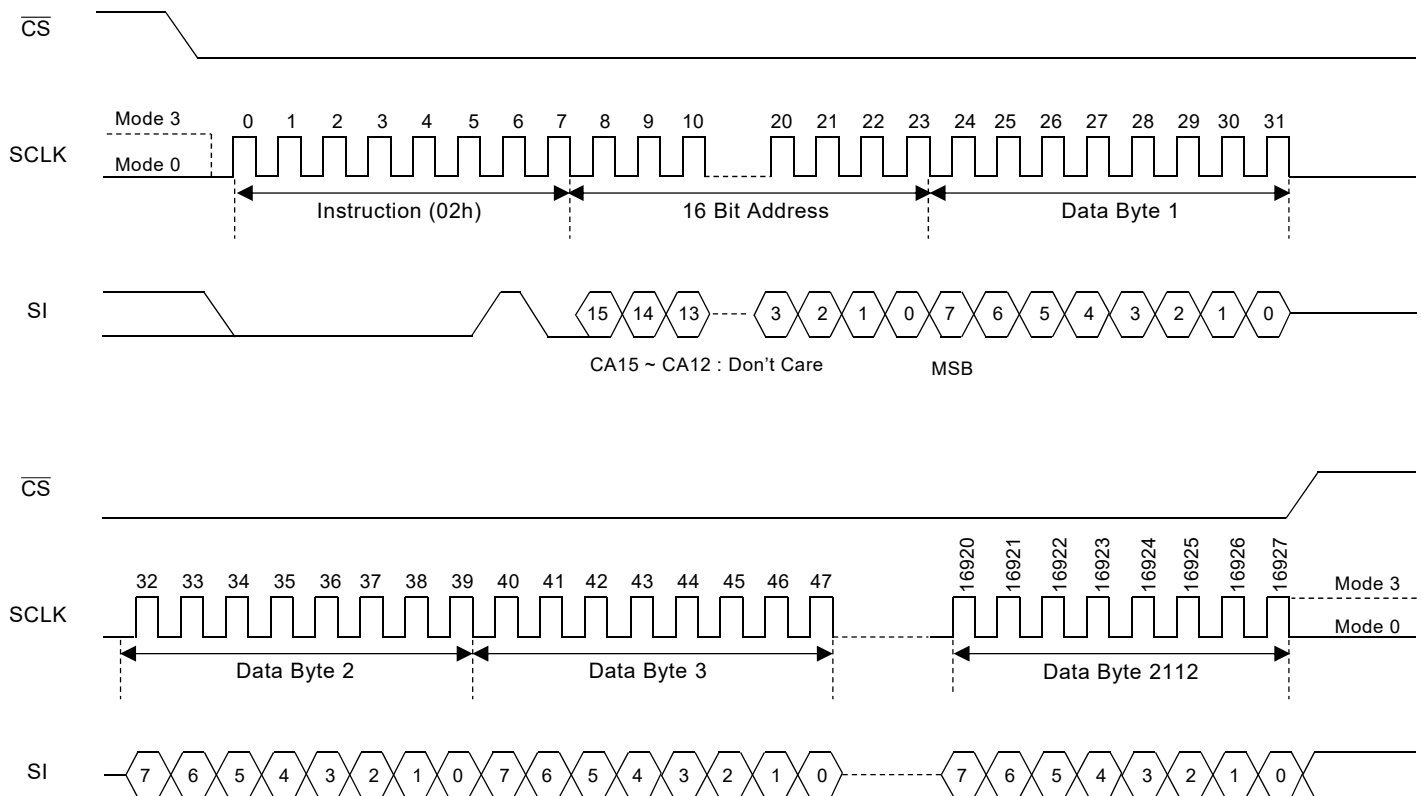 CS
Mode 3
0 1 2 3 4 5 6 7 8 9 10 20 21 22 23 24 25 26 27 28 29 30 31
SCLK
Mode 0
Instruction (02h) 16 Bit Address Data Byte 1
SI
15 14 13 3 2 1 0 7 6 5 4 3 2 1 0
CA15 ~ CA12 : Don't Care
MSB
CS
32 33 34 35 36 37 38 39 40 41 42 43 44 45 46 47 16920 16921 16922 16923 16924 16925 16926 16927
Mode 3
SCLK
Mode 0
Data Byte 2 Data Byte 3 Data Byte 2112
SI
7 6 5 4 3 2 1 0 7 6 5 4 3 2 1 0 7 6 5 4 3 2 1 0